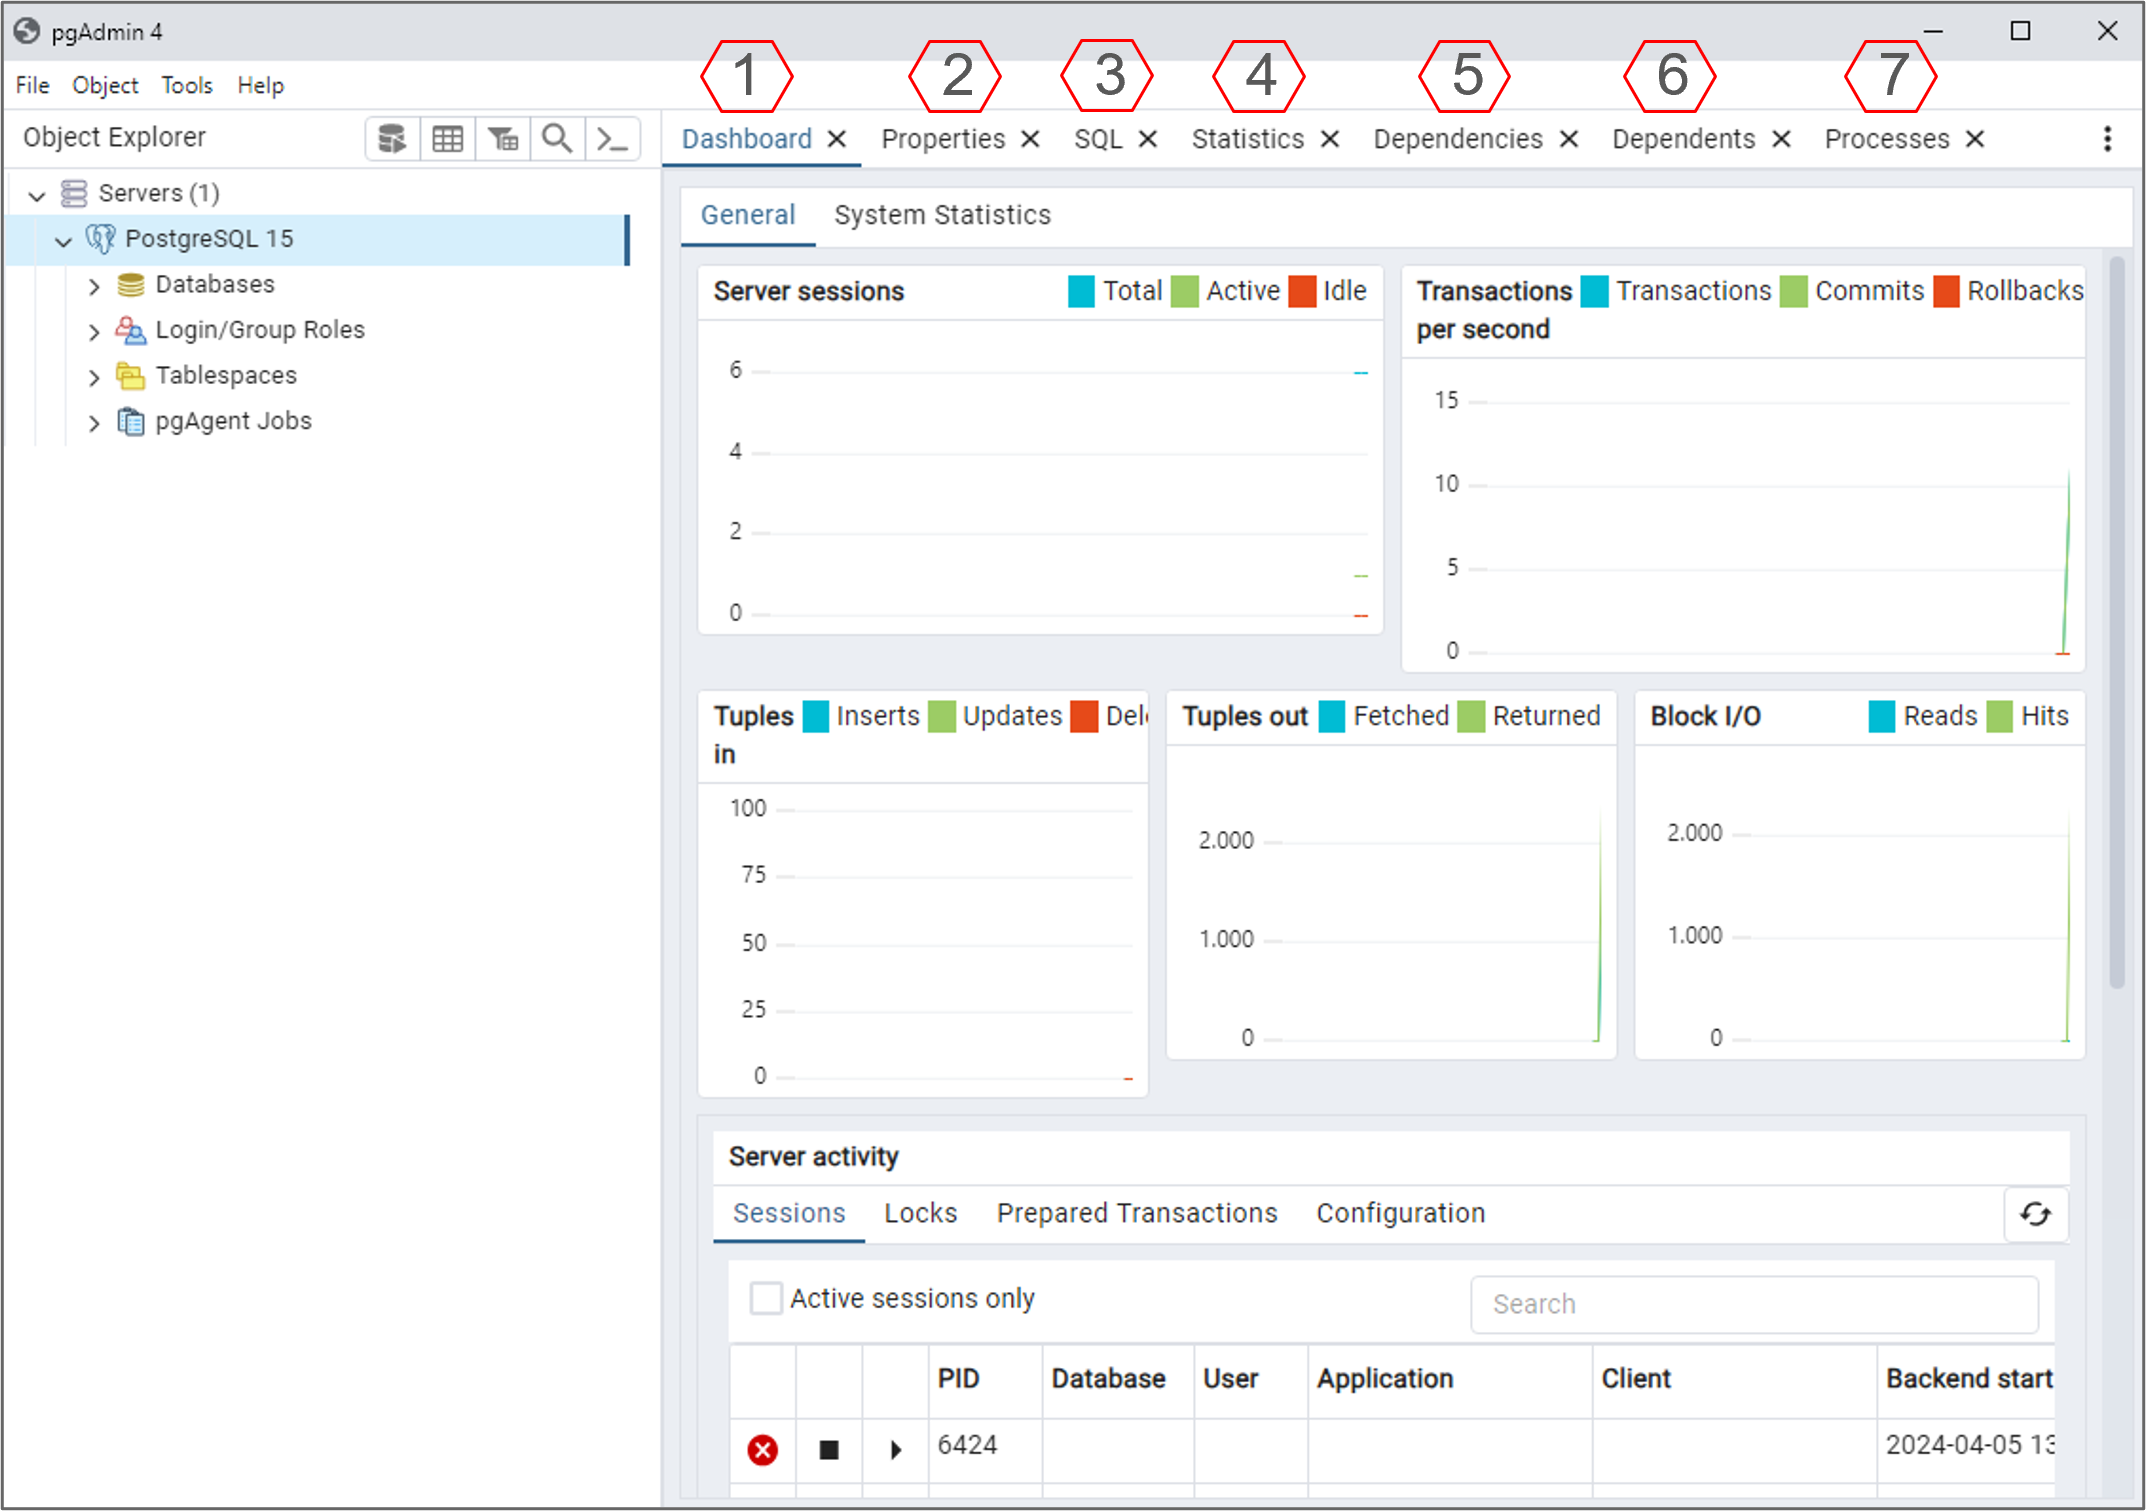 pgAdmin 4
1 2 3 4 5 6 7
File Object Tools Help
Object Explorer
Dashboard Properties SQL Statistics Dependencies Dependents Processes
Servers (1)
PostgreSQL 15
Databases
Login/Group Roles
Tablespaces
pgAgent Jobs
General System Statistics
Server sessions Total Active Idle
6
4
2
0
Transactions per second Transactions Commits Rollbacks
15
10
5
0
Tuples in Inserts Updates Del
100
75
50
25
0
Tuples out Fetched Returned
2.000
1.000
0
Block I/O Reads Hits
2.000
1.000
0
Server activity
Sessions Locks Prepared Transactions Configuration
Active sessions only Search
PID Database User Application Client Backend start
6424 2024-04-05 13